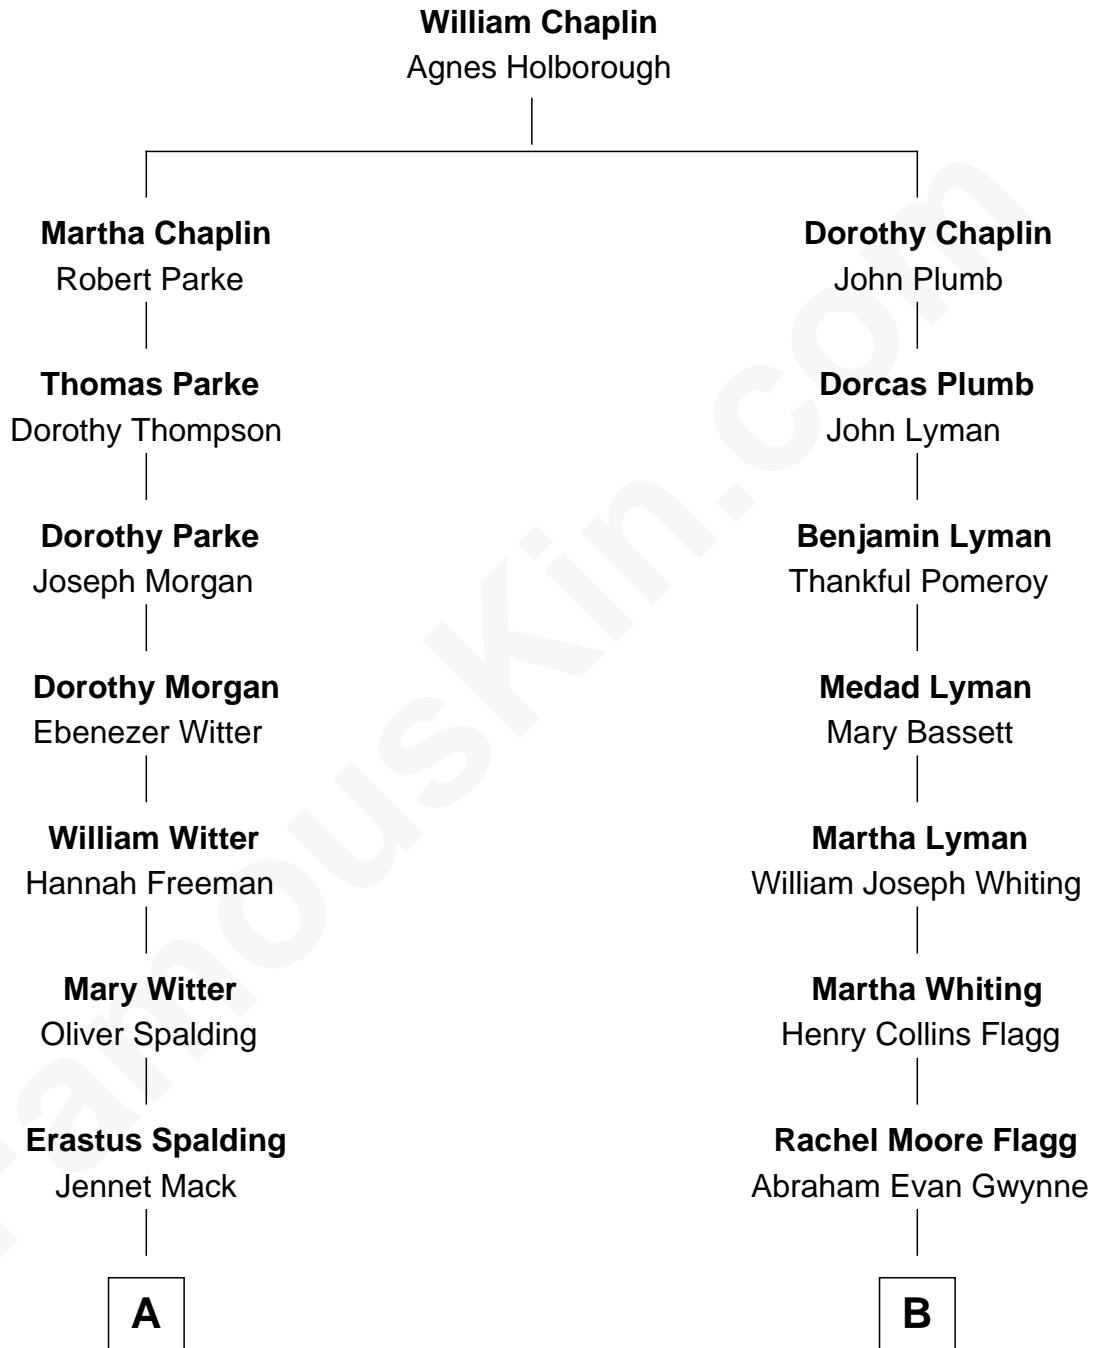 William Chaplin
Agnes Holborough
Martha Chaplin
Robert Parke
Dorothy Chaplin
John Plumb
Thomas Parke
Dorothy Thompson
Dorcas Plumb
John Lyman
Dorothy Parke
Joseph Morgan
Benjamin Lyman
Thankful Pomeroy
Dorothy Morgan
Ebenezer Witter
Medad Lyman
Mary Bassett
William Witter
Hannah Freeman
Martha Lyman
William Joseph Whiting
Mary Witter
Oliver Spalding
Martha Whiting
Henry Collins Flagg
Erastus Spalding
Jennet Mack
Rachel Moore Flagg
Abraham Evan Gwynne
A
B
FamousKin.com